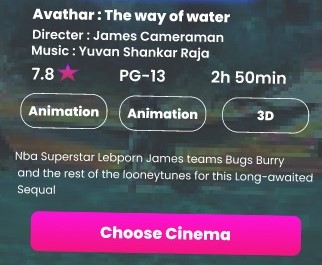 Avathar : The way of water
Directer : James Cameraman
Music : Yuvan Shankar Raja
7.8 PG-13 2h 50min
Animation Animation 3D
Nba Superstar Lebporn James teams Bugs Burry
and the rest of the looneytunes for this Long-awaited
Sequal
Choose Cinema